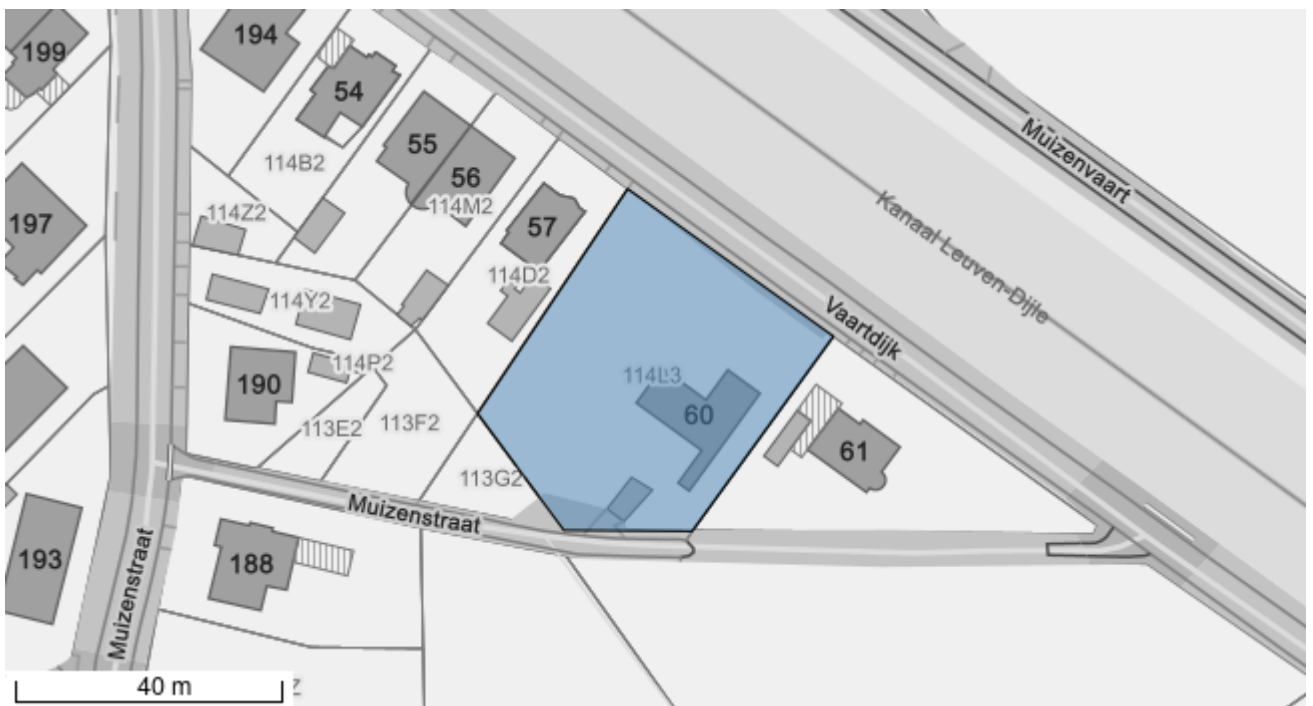 199
194
54
55
56
114B2
114M2
197
114Z2
57
114D2
114Y2
114P2
190
113E2
113F2
113G2
114L3
60
61
Muizenvaart
Kanaal Leuven-Dijle
Vaartdijk
Muizenstraat
193
188
Muizenstraat
40 m